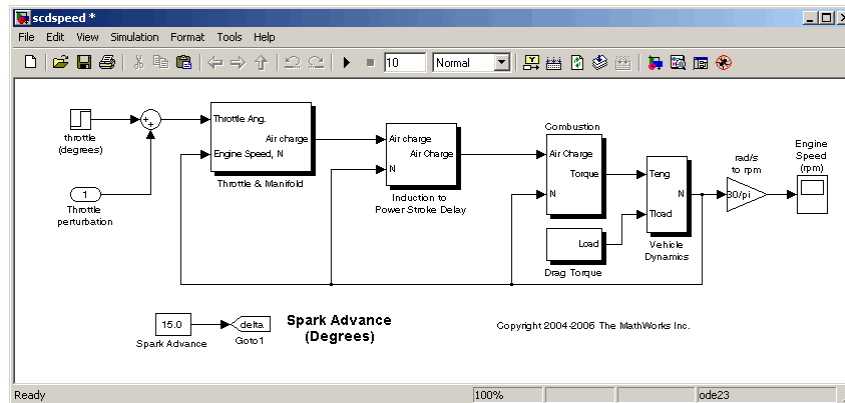 scdspeed *
File Edit View Simulation Format Tools Help
10 Normal
throttle
(degrees)
1
Throttle
perturbation
Throttle Ang.
Air charge
Engine Speed, N
Throttle & Manifold
Air charge
Air Charge
N
Induction to
Power Stroke Delay
Combustion
Air Charge
Torque
N
Load
Drag Torque
Teng
N
Tload
Vehicle
Dynamics
rad/s
to rpm
30/pi
Engine
Speed
(rpm)
15.0
Spark Advance
delta
Goto1
Spark Advance
(Degrees)
Copyright 2004-2006 The MathWorks Inc.
Ready 100% ode23